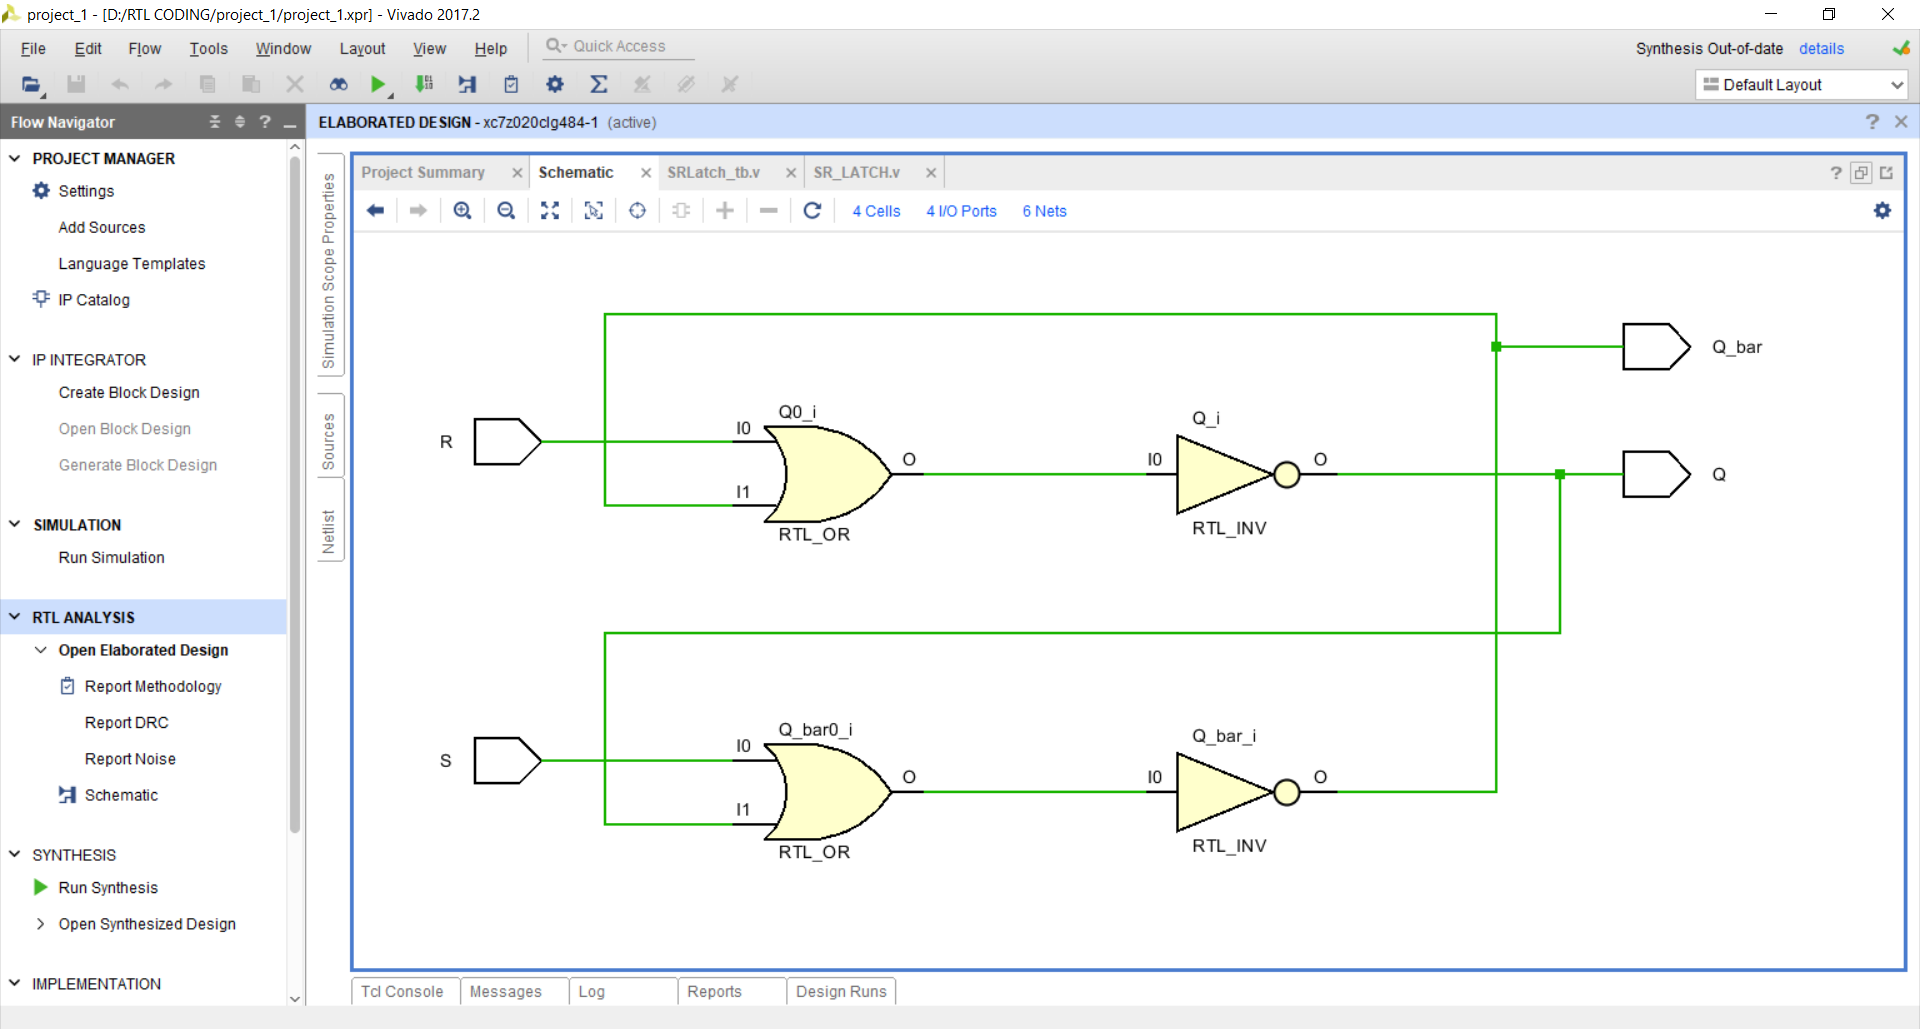 project_1 - [D:/RTL CODING/project_1/project_1.xpr] - Vivado 2017.2
File Edit Flow Tools Window Layout View Help Quick Access
Synthesis Out-of-date details
Default Layout
Flow Navigator
ELABORATED DESIGN - xc7z020clg484-1 (active)
PROJECT MANAGER
Settings
Add Sources
Language Templates
IP Catalog
IP INTEGRATOR
Create Block Design
Open Block Design
Generate Block Design
SIMULATION
Run Simulation
RTL ANALYSIS
Open Elaborated Design
Report Methodology
Report DRC
Report Noise
Schematic
SYNTHESIS
Run Synthesis
Open Synthesized Design
IMPLEMENTATION
Simulation Scope Properties
Sources
Netlist
Project Summary Schematic SRLatch_tb.v SR_LATCH.v
4 Cells 4 I/O Ports 6 Nets
Q_bar
Q0_i
Q_i
R
I0
I1
O
RTL_OR
I0
O
RTL_INV
Q
Q_bar0_i
Q_bar_i
S
I0
I1
O
RTL_OR
I0
O
RTL_INV
Tcl Console Messages Log Reports Design Runs